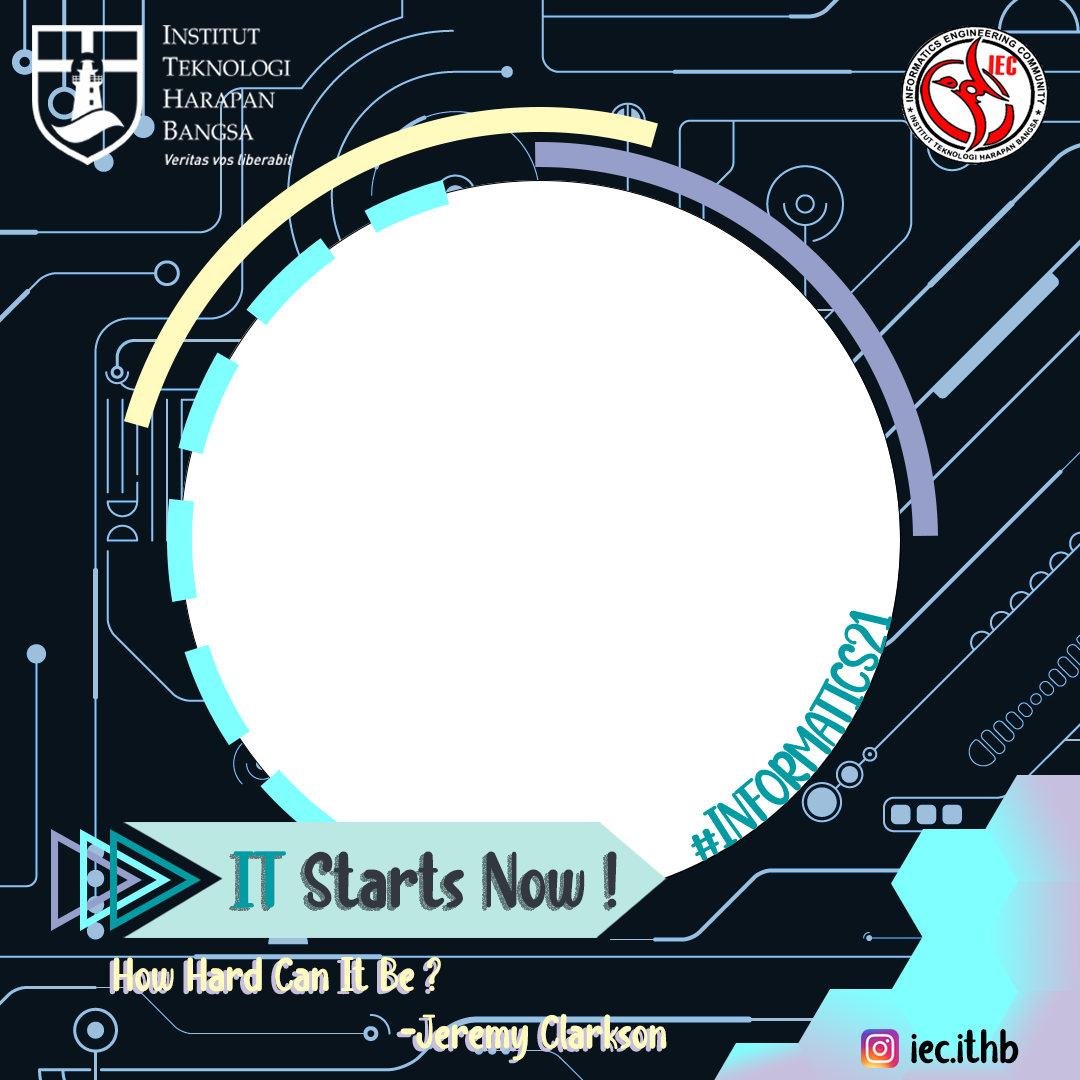 INSTITUT
TEKNOLOGI
HARAPAN
BANGSA
Veritas vos liberabit
INFORMATICS ENGINEERING COMMUNITY
IEC
★ INSTITUT TEKNOLOGI HARAPAN BANGSA ★
#INFORMATICS21
IT Starts Now !
How Hard Can It Be ?
-Jeremy Clarkson
iec.ithb